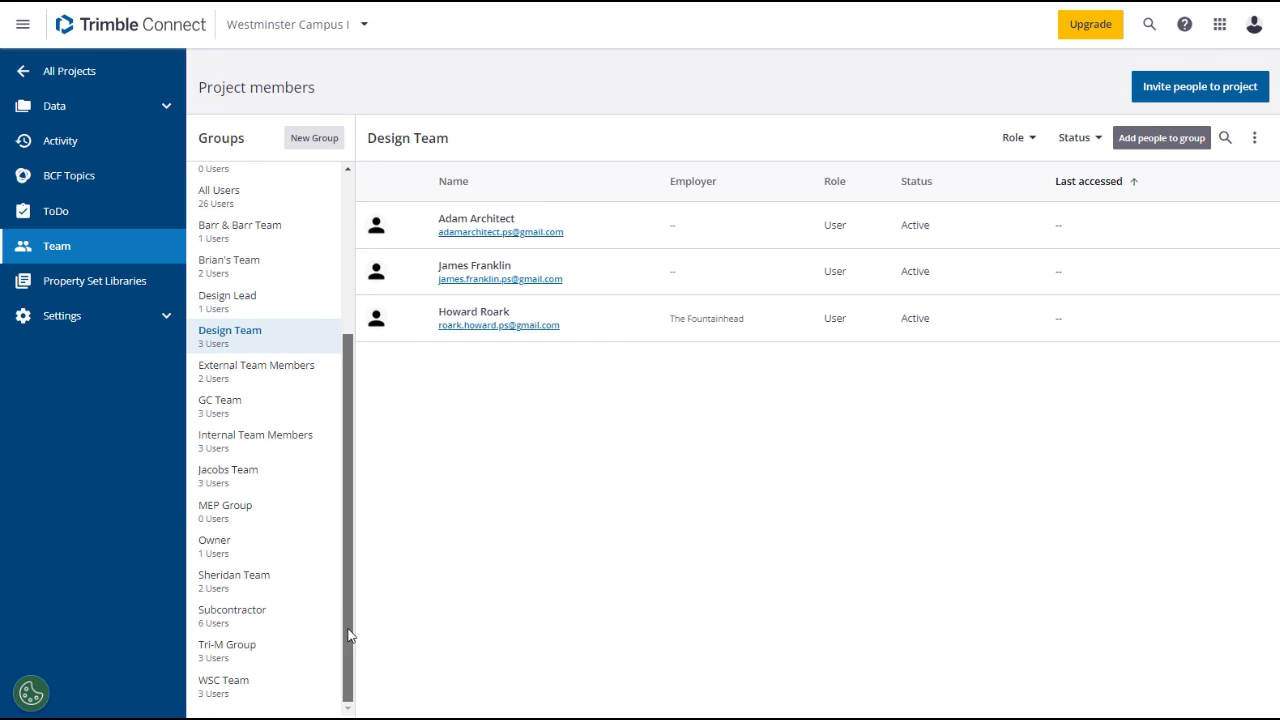 Trimble Connect
Westminster Campus I
Upgrade
All Projects
Data
Activity
BCF Topics
ToDo
Team
Property Set Libraries
Settings
Project members
Invite people to project
Groups
New Group
0 Users
All Users
26 Users
Barr & Barr Team
1 Users
Brian's Team
2 Users
Design Lead
1 Users
Design Team
3 Users
External Team Members
2 Users
GC Team
3 Users
Internal Team Members
3 Users
Jacobs Team
3 Users
MEP Group
0 Users
Owner
1 Users
Sheridan Team
2 Users
Subcontractor
6 Users
Tri-M Group
3 Users
WSC Team
3 Users
Design Team
Role
Status
Add people to group
Name Employer Role Status Last accessed
Adam Architect
adamarchitect.ps@gmail.com
-- User Active --
James Franklin
james.franklin.ps@gmail.com
-- User Active --
Howard Roark
roark.howard.ps@gmail.com
The Fountainhead User Active --